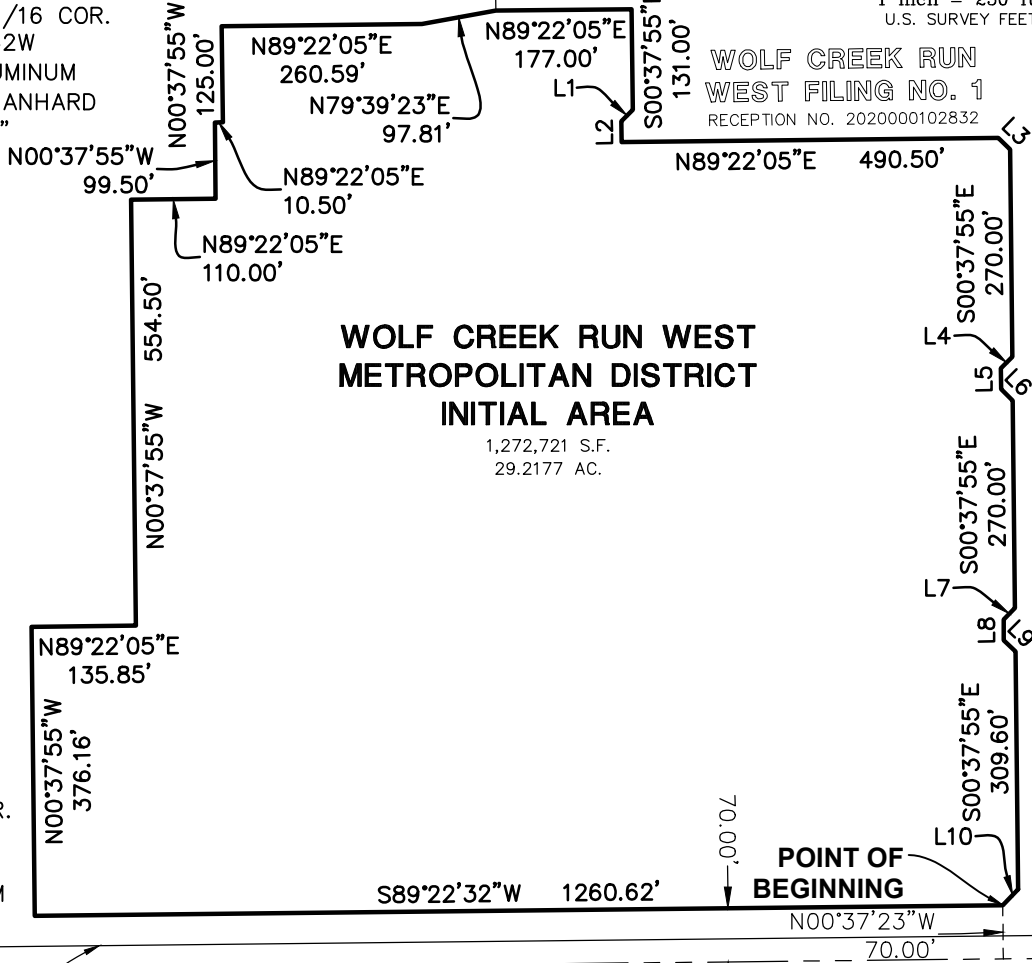 /16 COR.
2W
UMINUM
ANHARD
"
N00°37'55"W
125.00'
N89°22'05"E
260.59'
N79°39'23"E
97.81'
N89°22'05"E
177.00'
S00°37'55"E
131.00'
1 inch = 250 ft
U.S. SURVEY FEET
WOLF CREEK RUN
WEST FILING NO. 1
RECEPTION NO. 2020000102832
L1
L2
L3
N89°22'05"E 490.50'
N00°37'55"W
99.50'
N89°22'05"E
10.50'
N89°22'05"E
110.00'
S00°37'55"E
270.00'
N00°37'55"W 554.50'
WOLF CREEK RUN WEST
METROPOLITAN DISTRICT
INITIAL AREA
1,272,721 S.F.
29.2177 AC.
L4
L5
L6
S00°37'55"E
270.00'
L7
L8
L9
N89°22'05"E
135.85'
N00°37'55"W
376.16'
S00°37'55"E
309.60'
L10
R.
M
70.00'
POINT OF
BEGINNING
S89°22'32"W 1260.62'
N00°37'23"W
70.00'